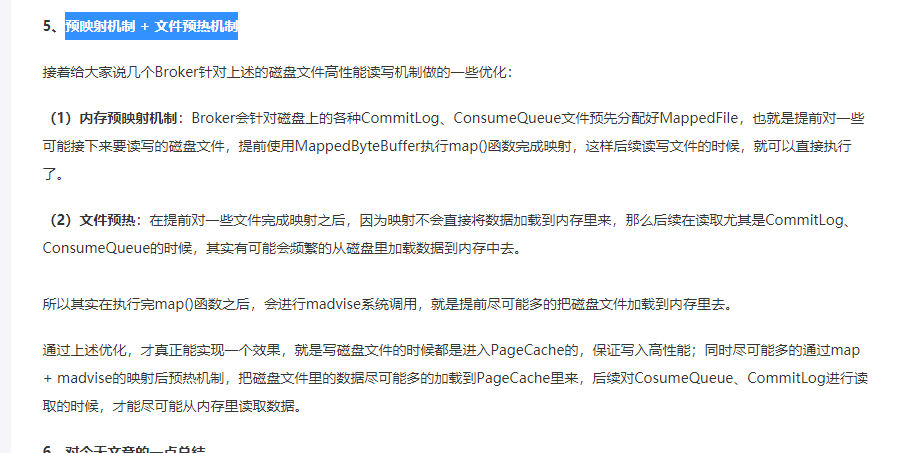 5、预映射机制 + 文件预热机制
接着给大家说几个Broker针对上述的磁盘文件高性能读写机制做的一些优化：
（1）内存预映射机制：Broker会针对磁盘上的各种CommitLog、ConsumeQueue文件预先分配好MappedFile，也就是提前对一些
可能接下来要读写的磁盘文件，提前使用MappedByteBuffer执行map()函数完成映射，这样后续读写文件的时候，就可以直接执行
了。
（2）文件预热：在提前对一些文件完成映射之后，因为映射不会直接将数据加载到内存里来，那么后续在读取尤其是CommitLog、
ConsumeQueue的时候，其实有可能会频繁的从磁盘里加载数据到内存中去。
所以其实在执行完map()函数之后，会进行madvise系统调用，就是提前尽可能多的把磁盘文件加载到内存里去。
通过上述优化，才真正能实现一个效果，就是写磁盘文件的时候都是进入PageCache的，保证写入高性能；同时尽可能多的通过map
+ madvise的映射后预热机制，把磁盘文件里的数据尽可能多的加载到PageCache里来，后续对CosumeQueue、CommitLog进行读
取的时候，才能尽可能从内存里读取数据。
6、对今天文章的一点总结